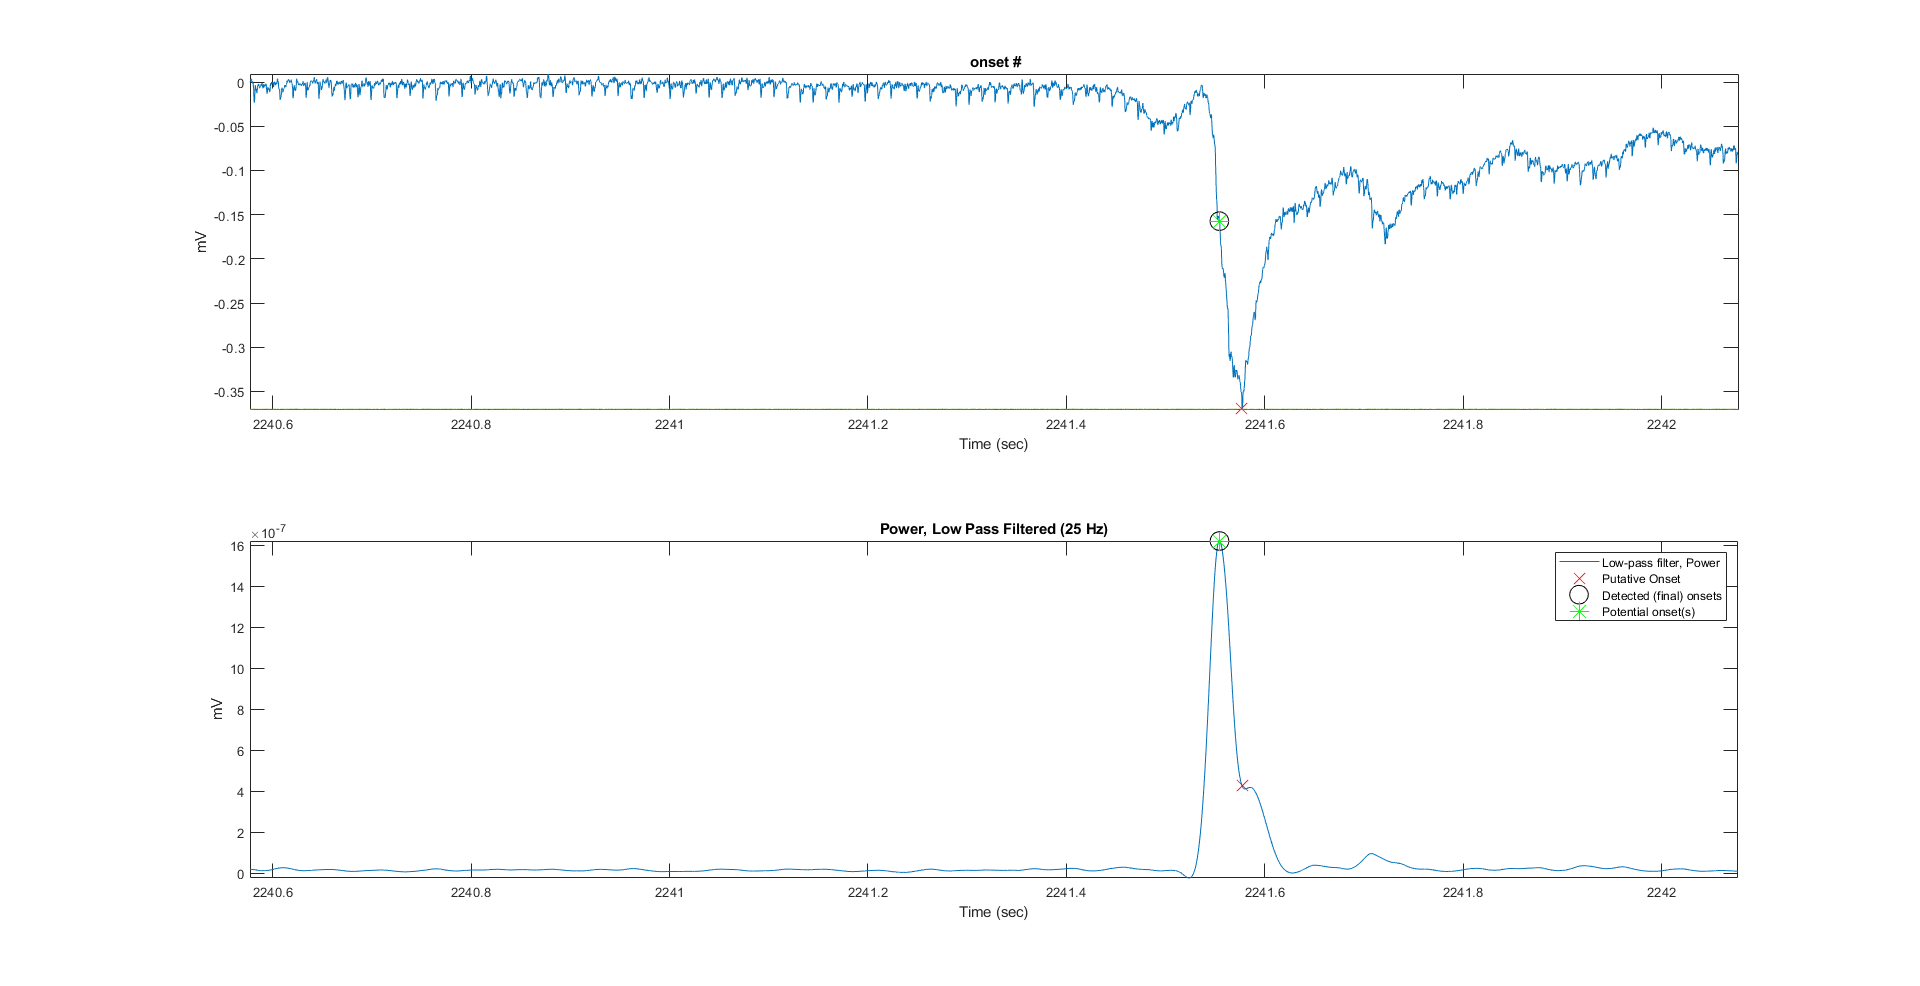 onset #
0
-0.05
-0.1
-0.15
-0.2
-0.25
-0.3
-0.35
mV
2240.6 2240.8 2241 2241.2 2241.4 2241.6 2241.8 2242
Time (sec)
Power, Low Pass Filtered (25 Hz)
×10-7
16
14
12
10
8
6
4
2
0
mV
Low-pass filter, Power
Putative Onset
Detected (final) onsets
Potential onset(s)
2240.6 2240.8 2241 2241.2 2241.4 2241.6 2241.8 2242
Time (sec)